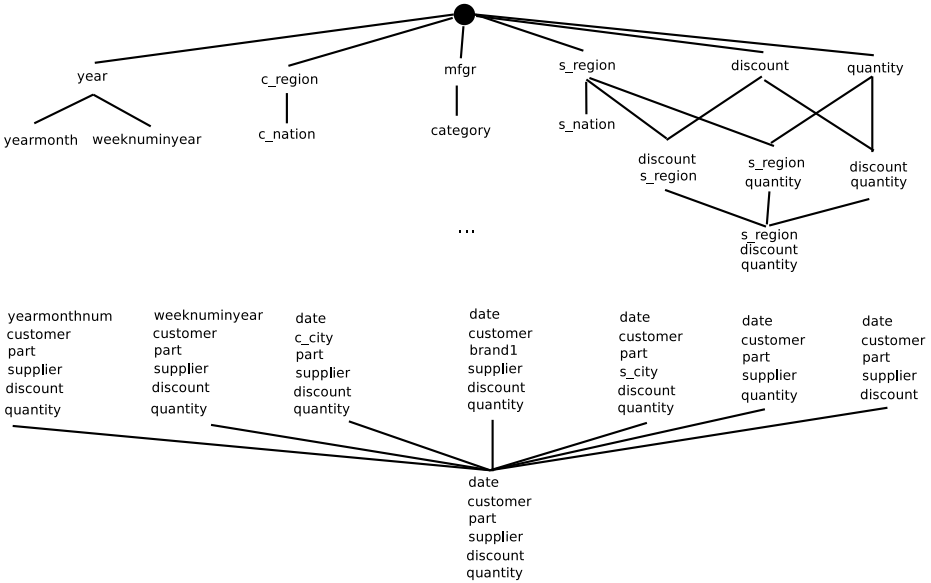 year
c_region
mfgr
s_region
discount
quantity
yearmonth
weeknuminyear
c_nation
category
s_nation
discount
s_region
s_region
quantity
discount
quantity
...
s_region
discount
quantity
yearmonthnum
customer
part
supplier
discount
quantity
weeknuminyear
customer
part
supplier
discount
quantity
date
c_city
part
supplier
discount
quantity
date
customer
brand1
supplier
discount
quantity
date
customer
part
s_city
discount
quantity
date
customer
part
supplier
quantity
date
customer
part
supplier
discount
date
customer
part
supplier
discount
quantity